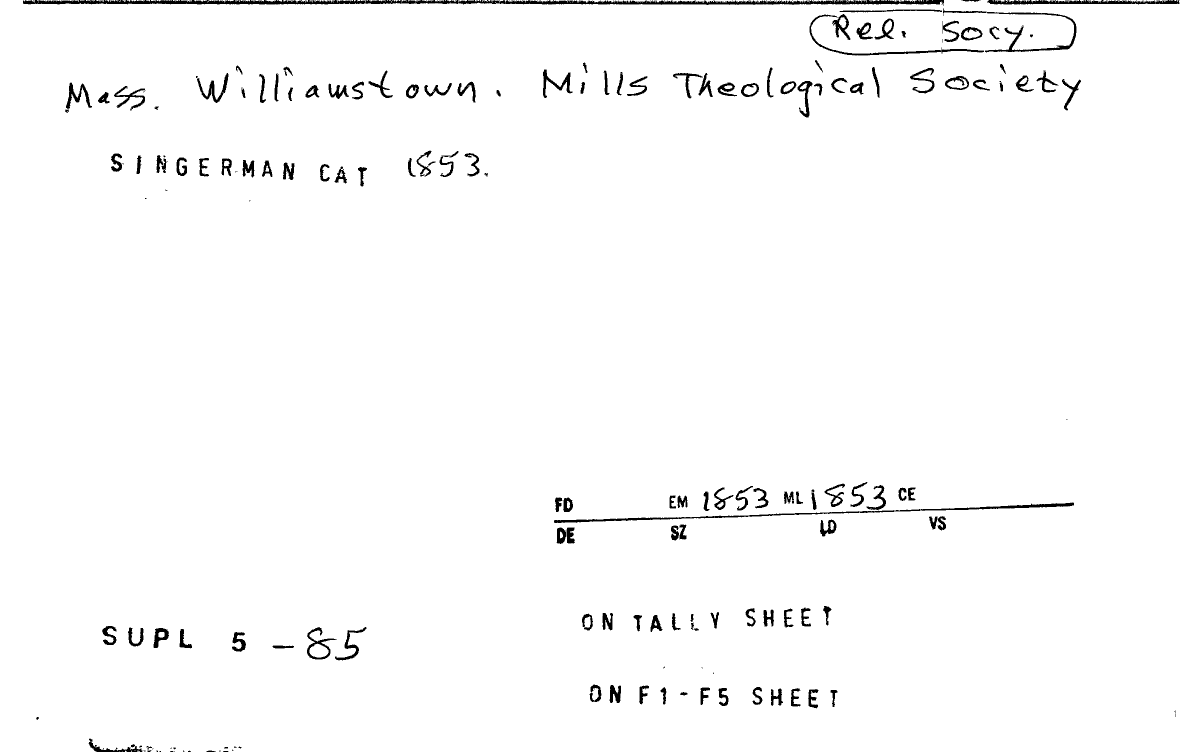 Rel. Socy.
Mass. Williamstown. Mills Theological Society
SINGERMAN CAT 1853.
FD EM 1853 ML 1853 CE
DE SZ LD VS
ON TALLY SHEET
SUPL 5 - 85
ON F1 - F5 SHEET